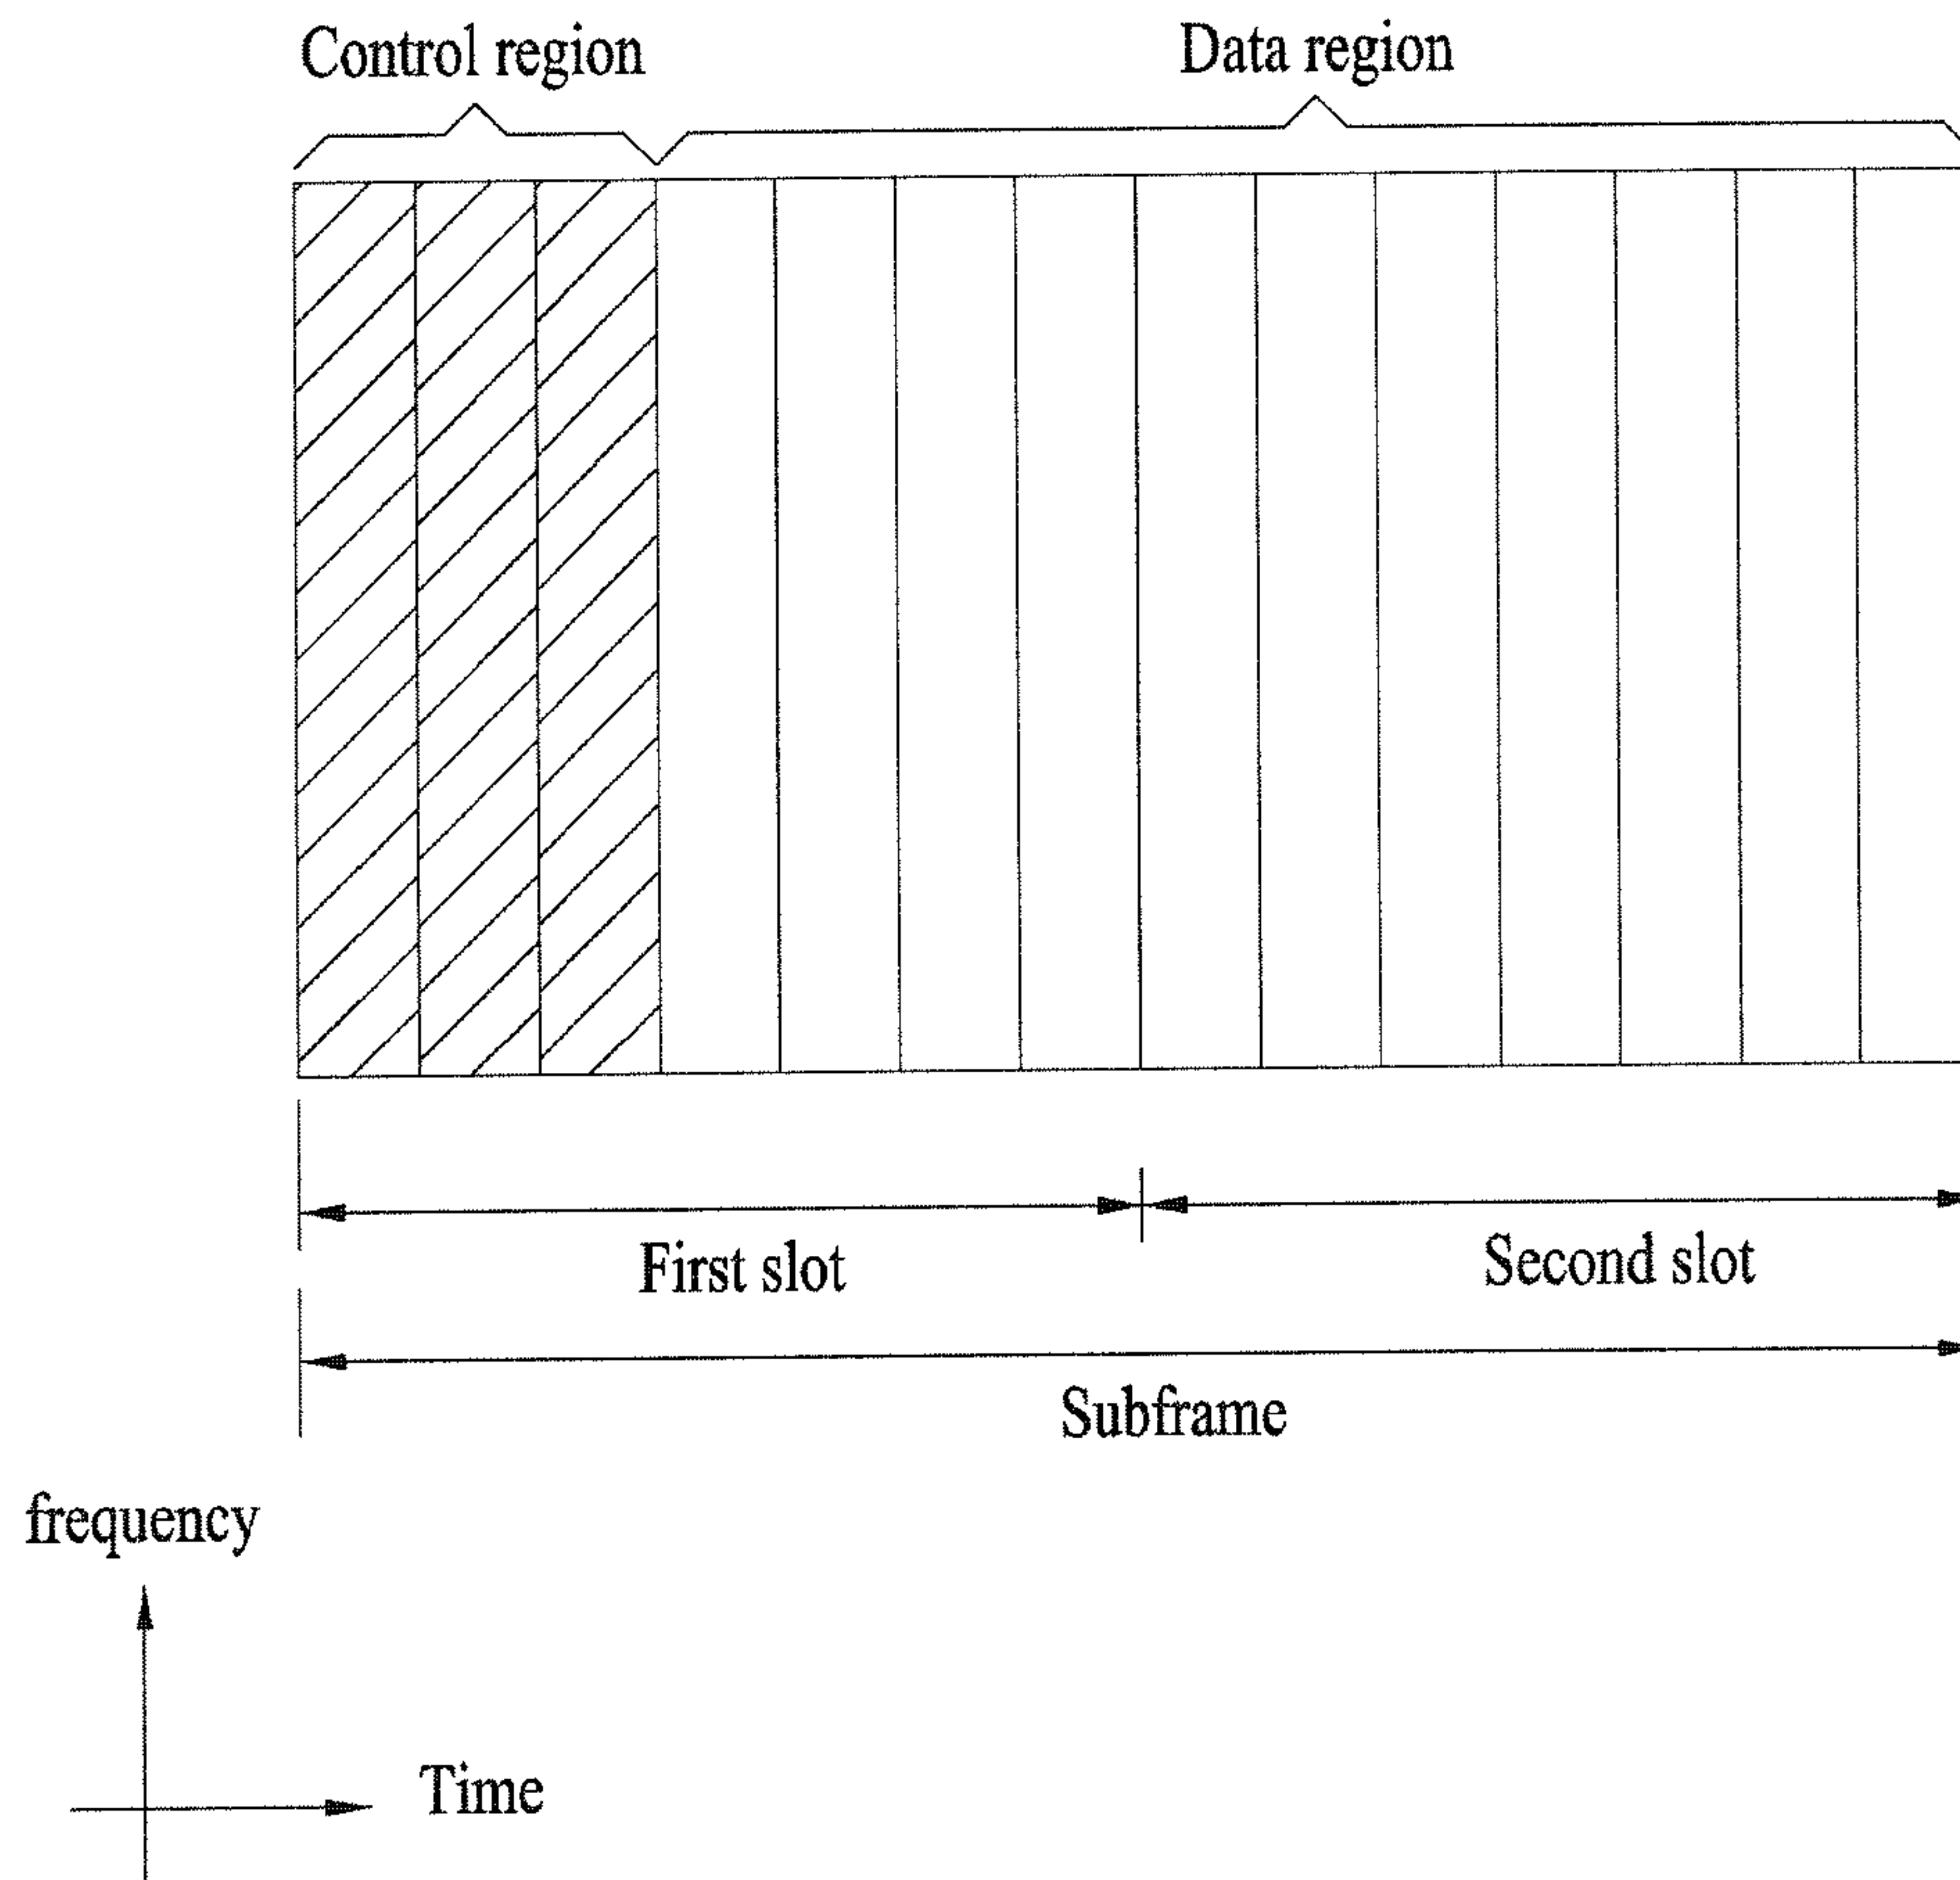 Control region
Data region
First slot
Second slot
Subframe
frequency
Time